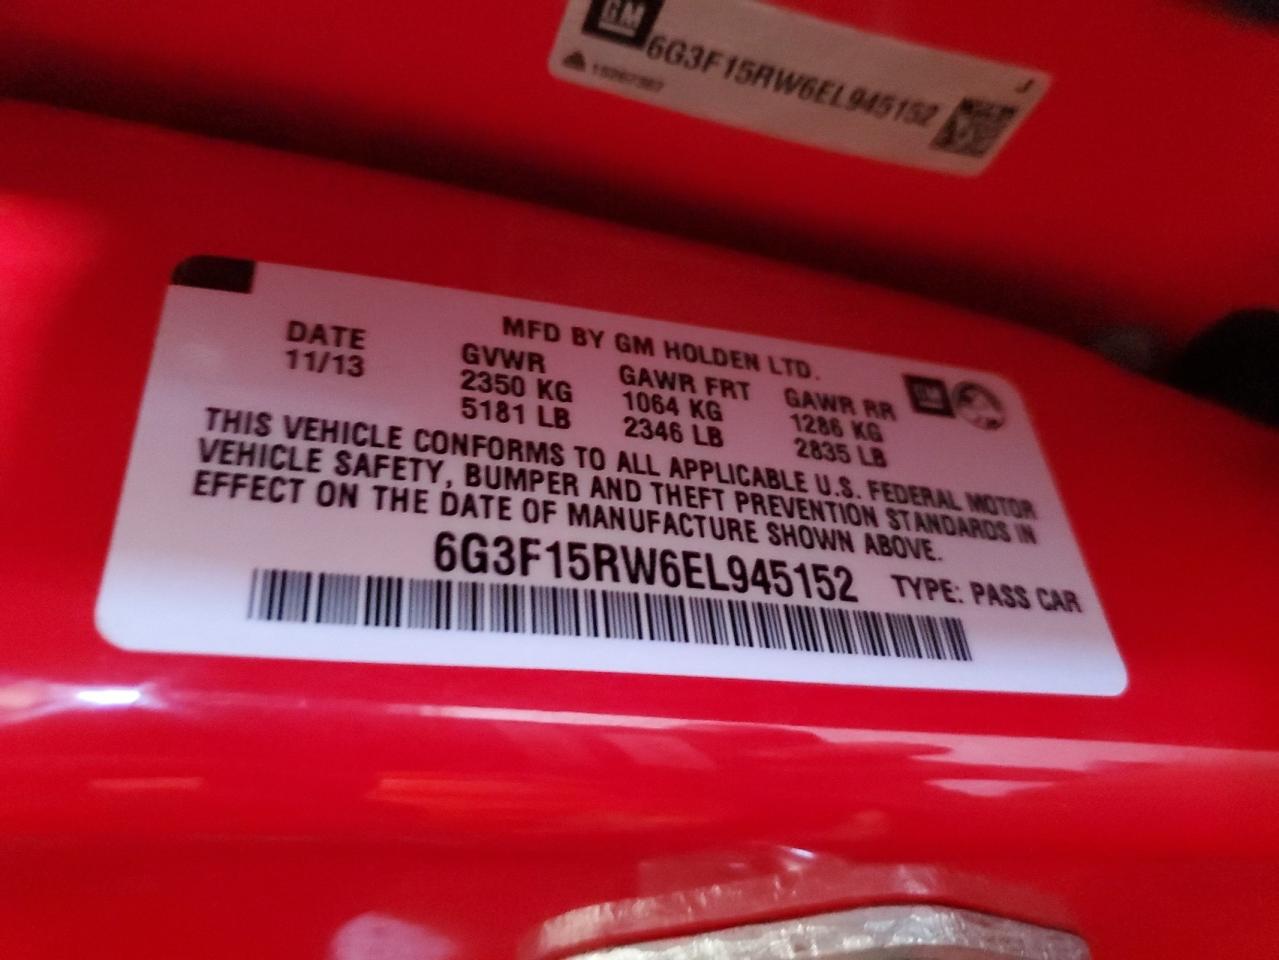 GM
6G3F15RW6EL945152
J
MFD BY GM HOLDEN LTD.
DATE
11/13
GVWR
2350 KG
5181 LB
GAWR FRT
1064 KG
2346 LB
GAWR RR
1286 KG
2835 LB
GM
THIS VEHICLE CONFORMS TO ALL APPLICABLE U.S. FEDERAL MOTOR
VEHICLE SAFETY, BUMPER AND THEFT PREVENTION STANDARDS IN
EFFECT ON THE DATE OF MANUFACTURE SHOWN ABOVE.
6G3F15RW6EL945152 TYPE: PASS CAR